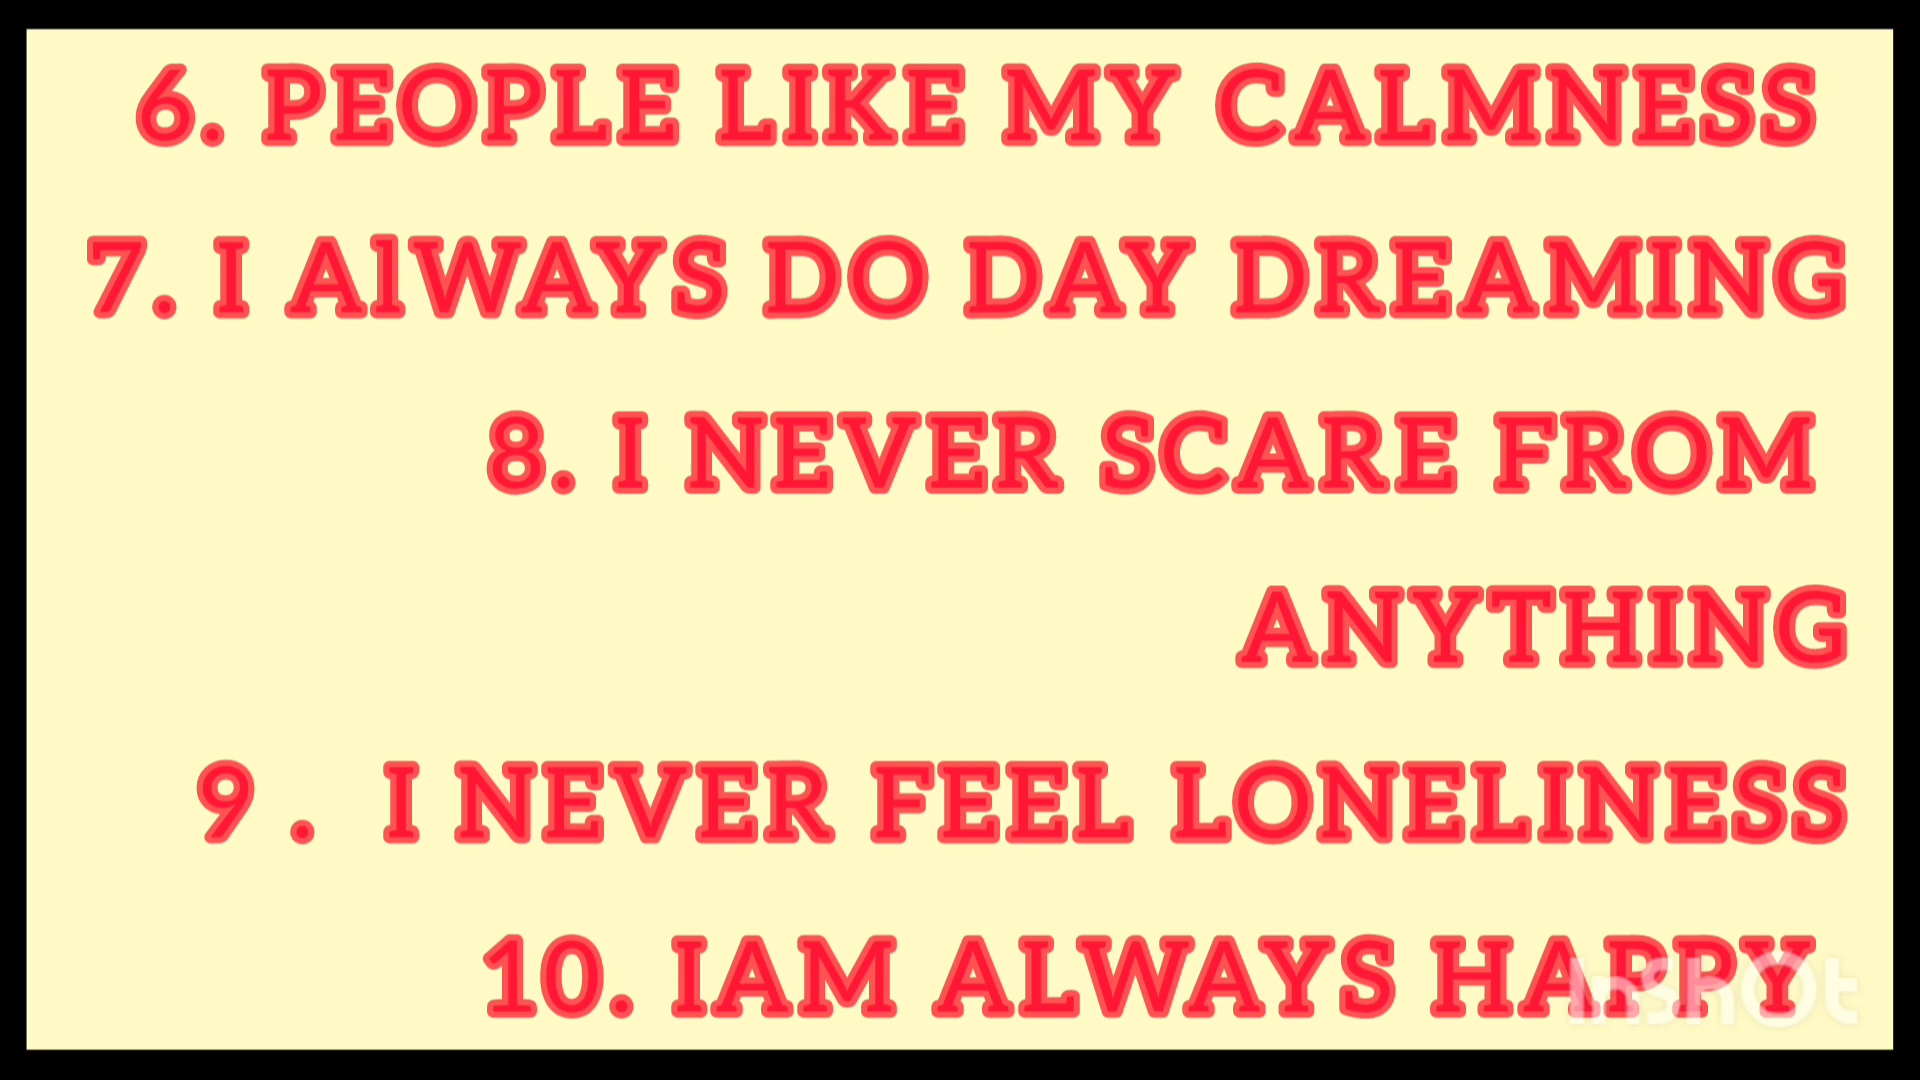 6. PEOPLE LIKE MY CALMNESS
7. I AlWAYS DO DAY DREAMING
8. I NEVER SCARE FROM
ANYTHING
9 .  I NEVER FEEL LONELINESS
10. IAM ALWAYS HAPPY
InShOt